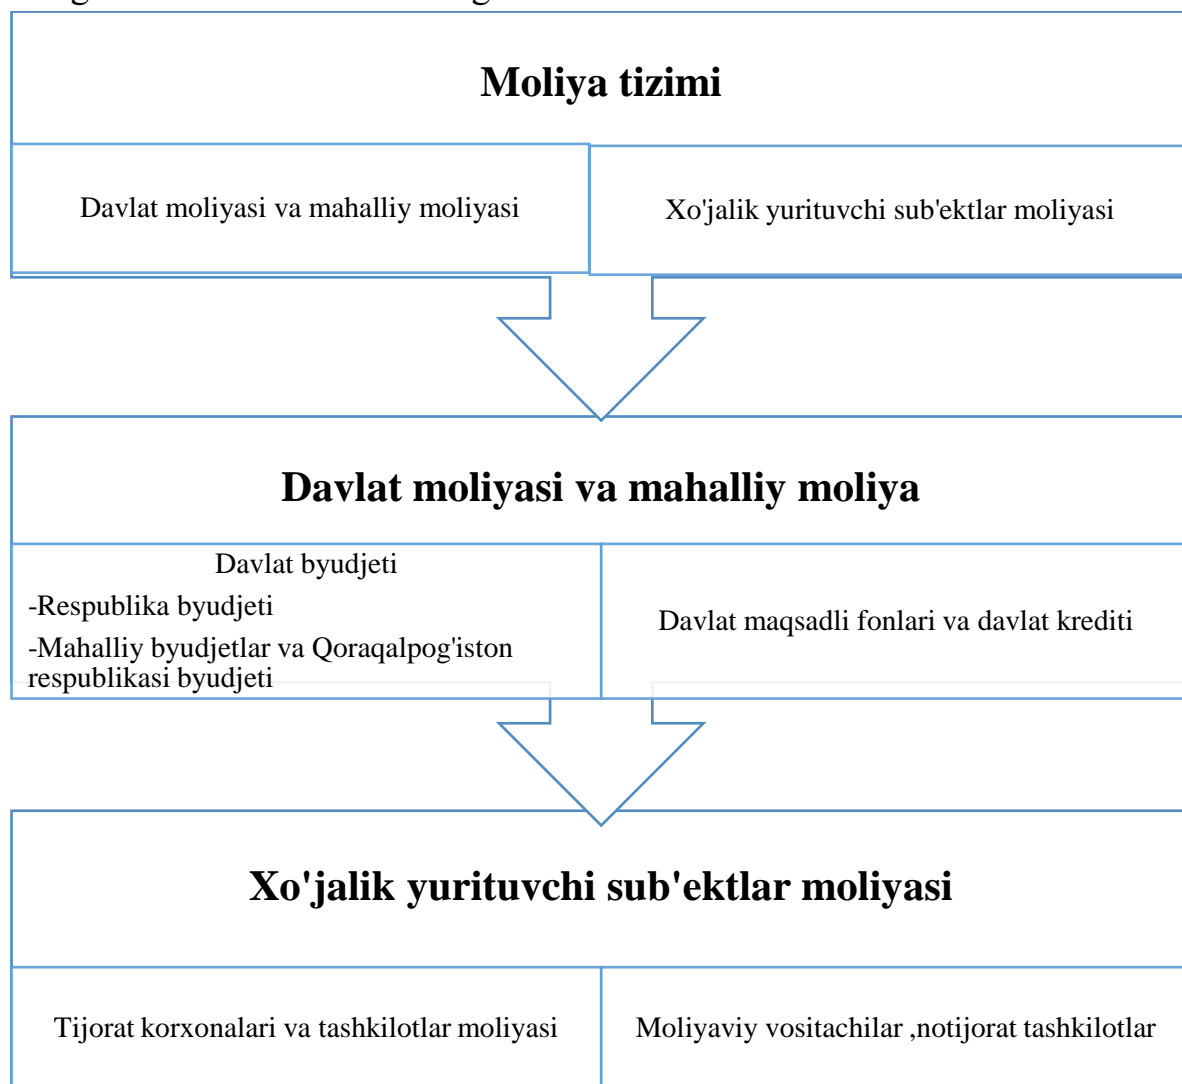 Moliya tizimi
Davlat moliyasi va mahalliy moliyasi
Xo'jalik yurituvchi sub'ektlar moliyasi
Davlat moliyasi va mahalliy moliya
Davlat byudjeti
-Respublika byudjeti
-Mahalliy byudjetlar va Qoraqalpog'iston
respublikasi byudjeti
Davlat maqsadli fonlari va davlat krediti
Xo'jalik yurituvchi sub'ektlar moliyasi
Tijorat korxonalari va tashkilotlar moliyasi
Moliyaviy vositachilar ,notijorat tashkilotlar